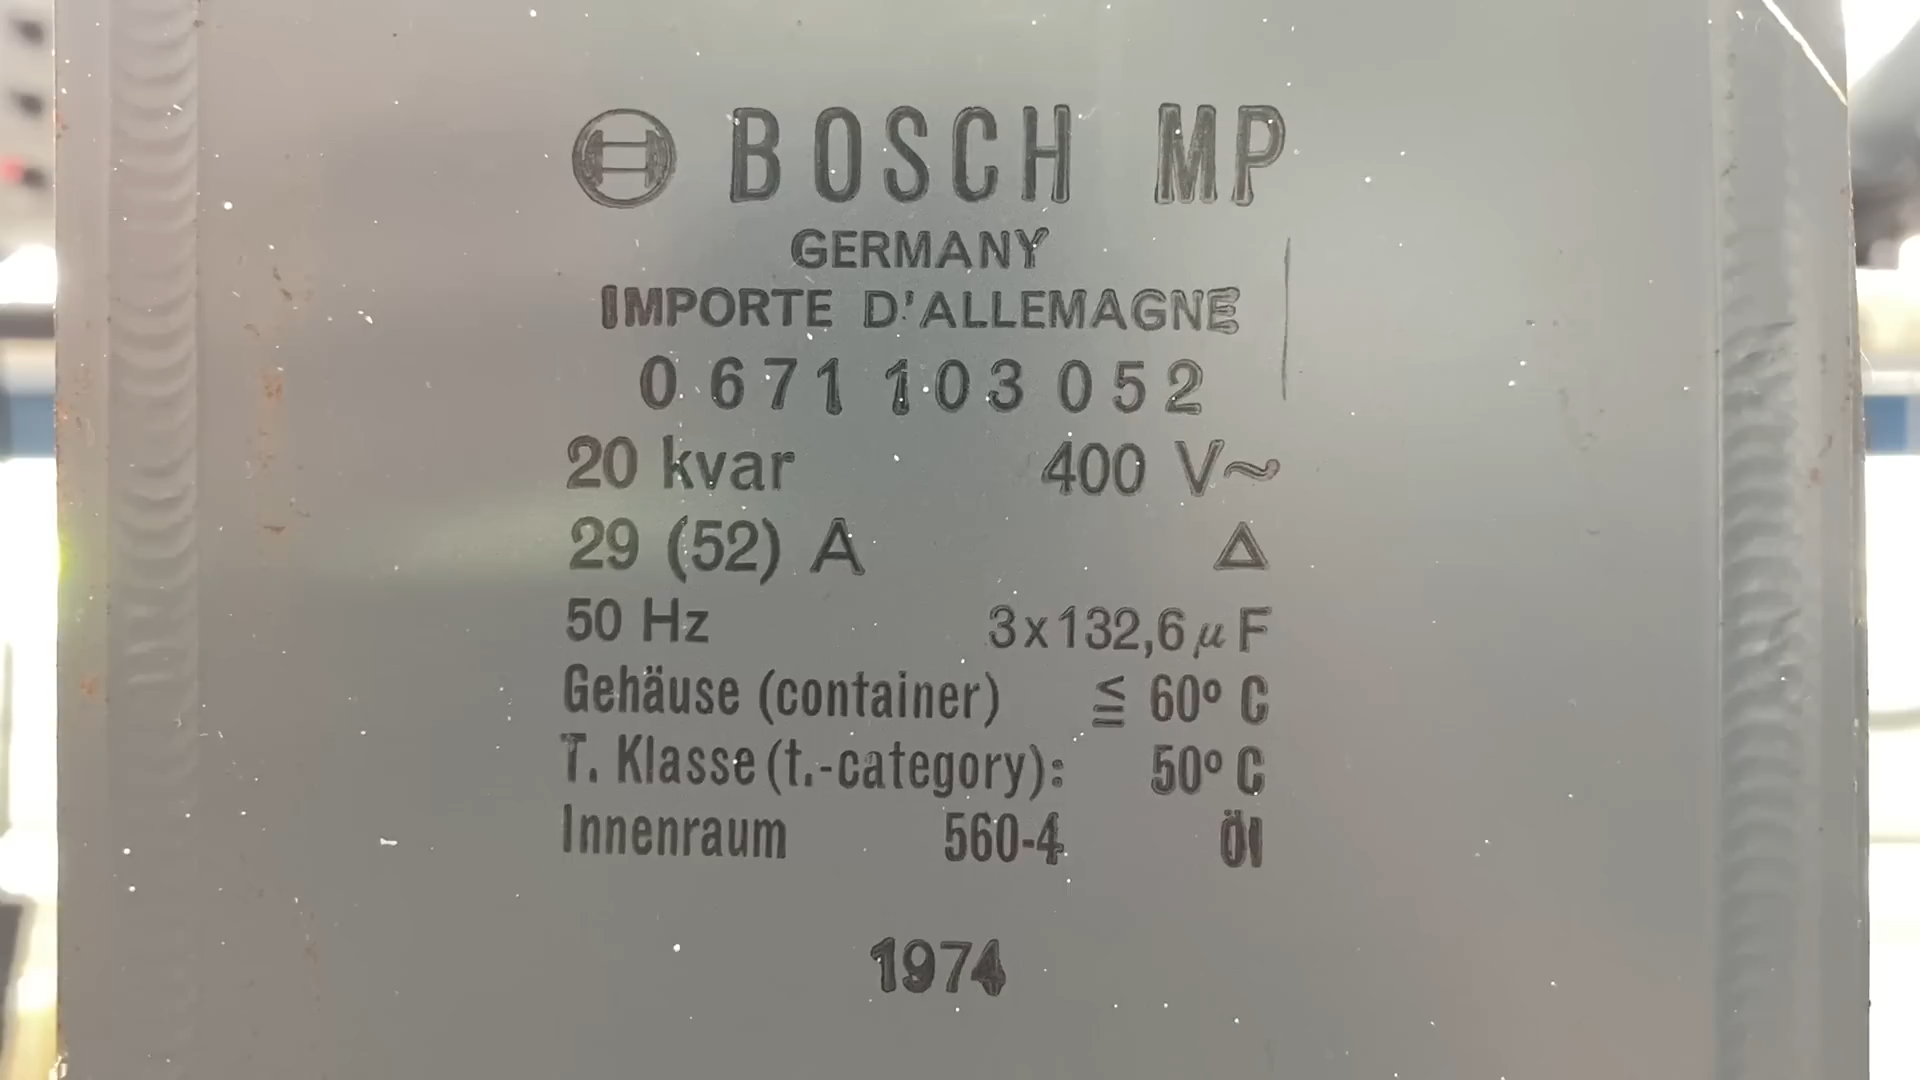 BOSCH MP
GERMANY
IMPORTE D'ALLEMAGNE
0 671 103 052
20 kvar 400 V~
29 (52) A Δ
50 Hz 3x132,6 µF
Gehäuse (container) ≦ 60° C
T. Klasse (t.-category): 50° C
Innenraum 560-4 Öl
1974